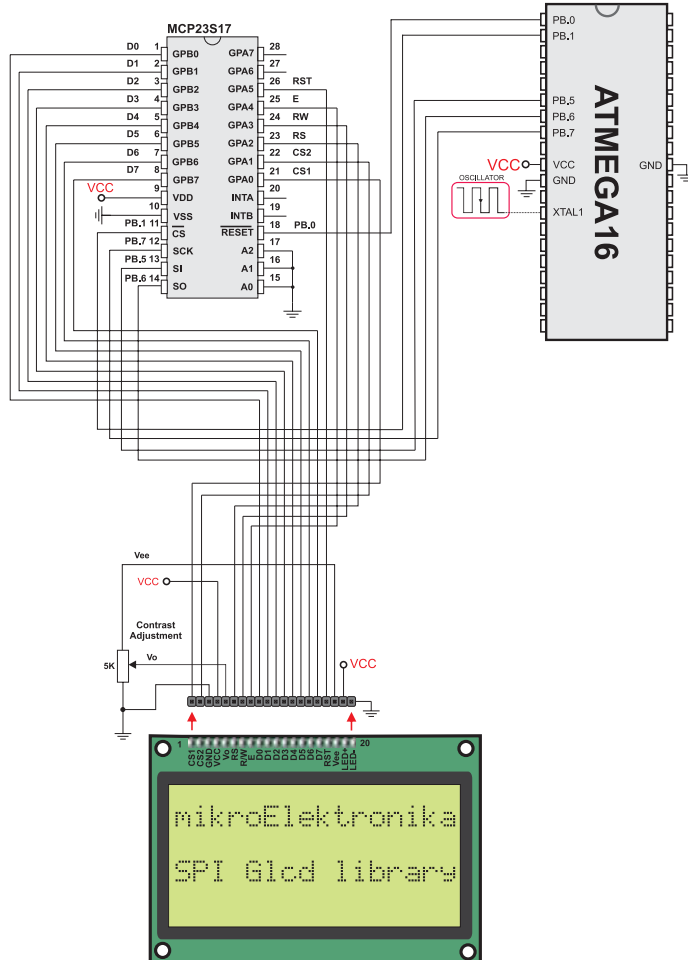 MCP23S17
D0 1 GPB0 GPA7 28
D1 2 GPB1 GPA6 27
D2 3 GPB2 GPA5 26 RST
D3 4 GPB3 GPA4 25 E
D4 5 GPB4 GPA3 24 RW
D5 6 GPB5 GPA2 23 RS
D6 7 GPB6 GPA1 22 CS2
D7 8 GPB7 GPA0 21 CS1
VCC 9 VDD INTA 20
10 VSS INTB 19
PB.1 11 CS RESET 18 PB.0
PB.7 12 SCK A2 17
PB.5 13 SI A1 16
PB.6 14 SO A0 15
PB.0
PB.1
PB.5
PB.6
PB.7
VCC VCC GND
GND
OSCILLATOR
XTAL1
ATMEGA16
Vee
VCC
Contrast
Adjustment
5K Vo
VCC
1 20
CS1
CS2
GND
VCC
Vo
RS
R/W
E
D0
D1
D2
D3
D4
D5
D6
D7
RST
Vee
LED+
LED-
mikroElektronika
SPI Glcd library